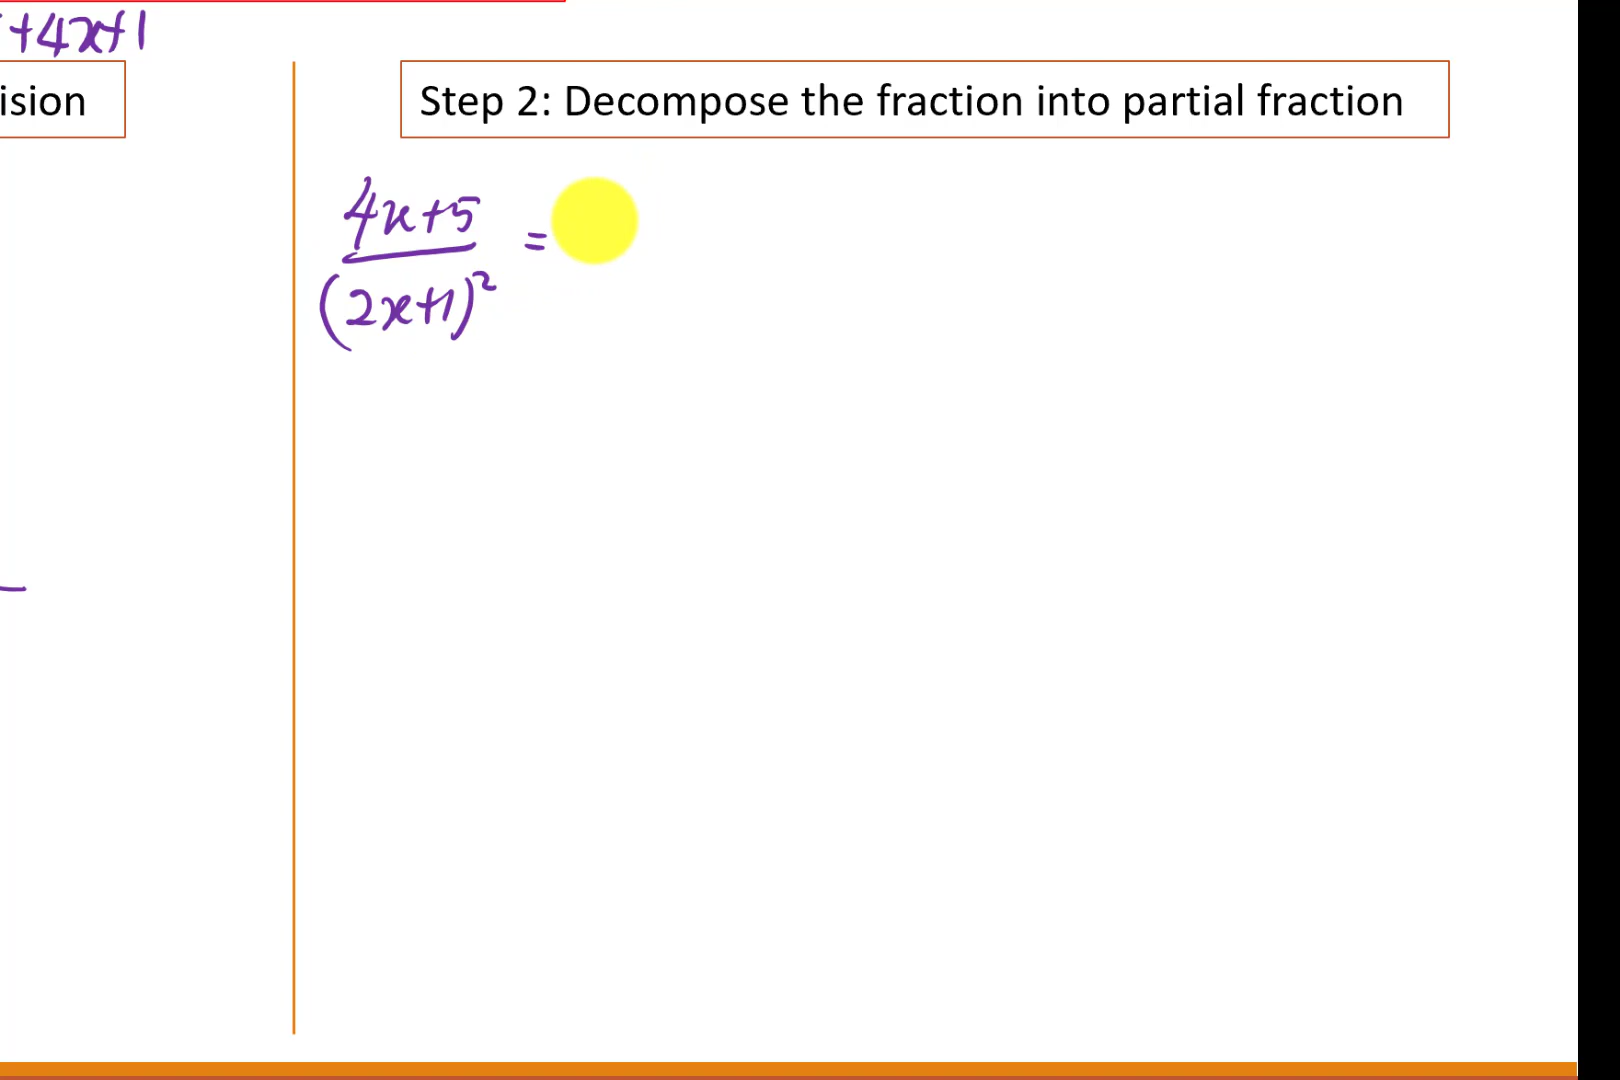 +4x+1
ision
Step 2: Decompose the fraction into partial fraction
4x+5
=
(2x+1)²